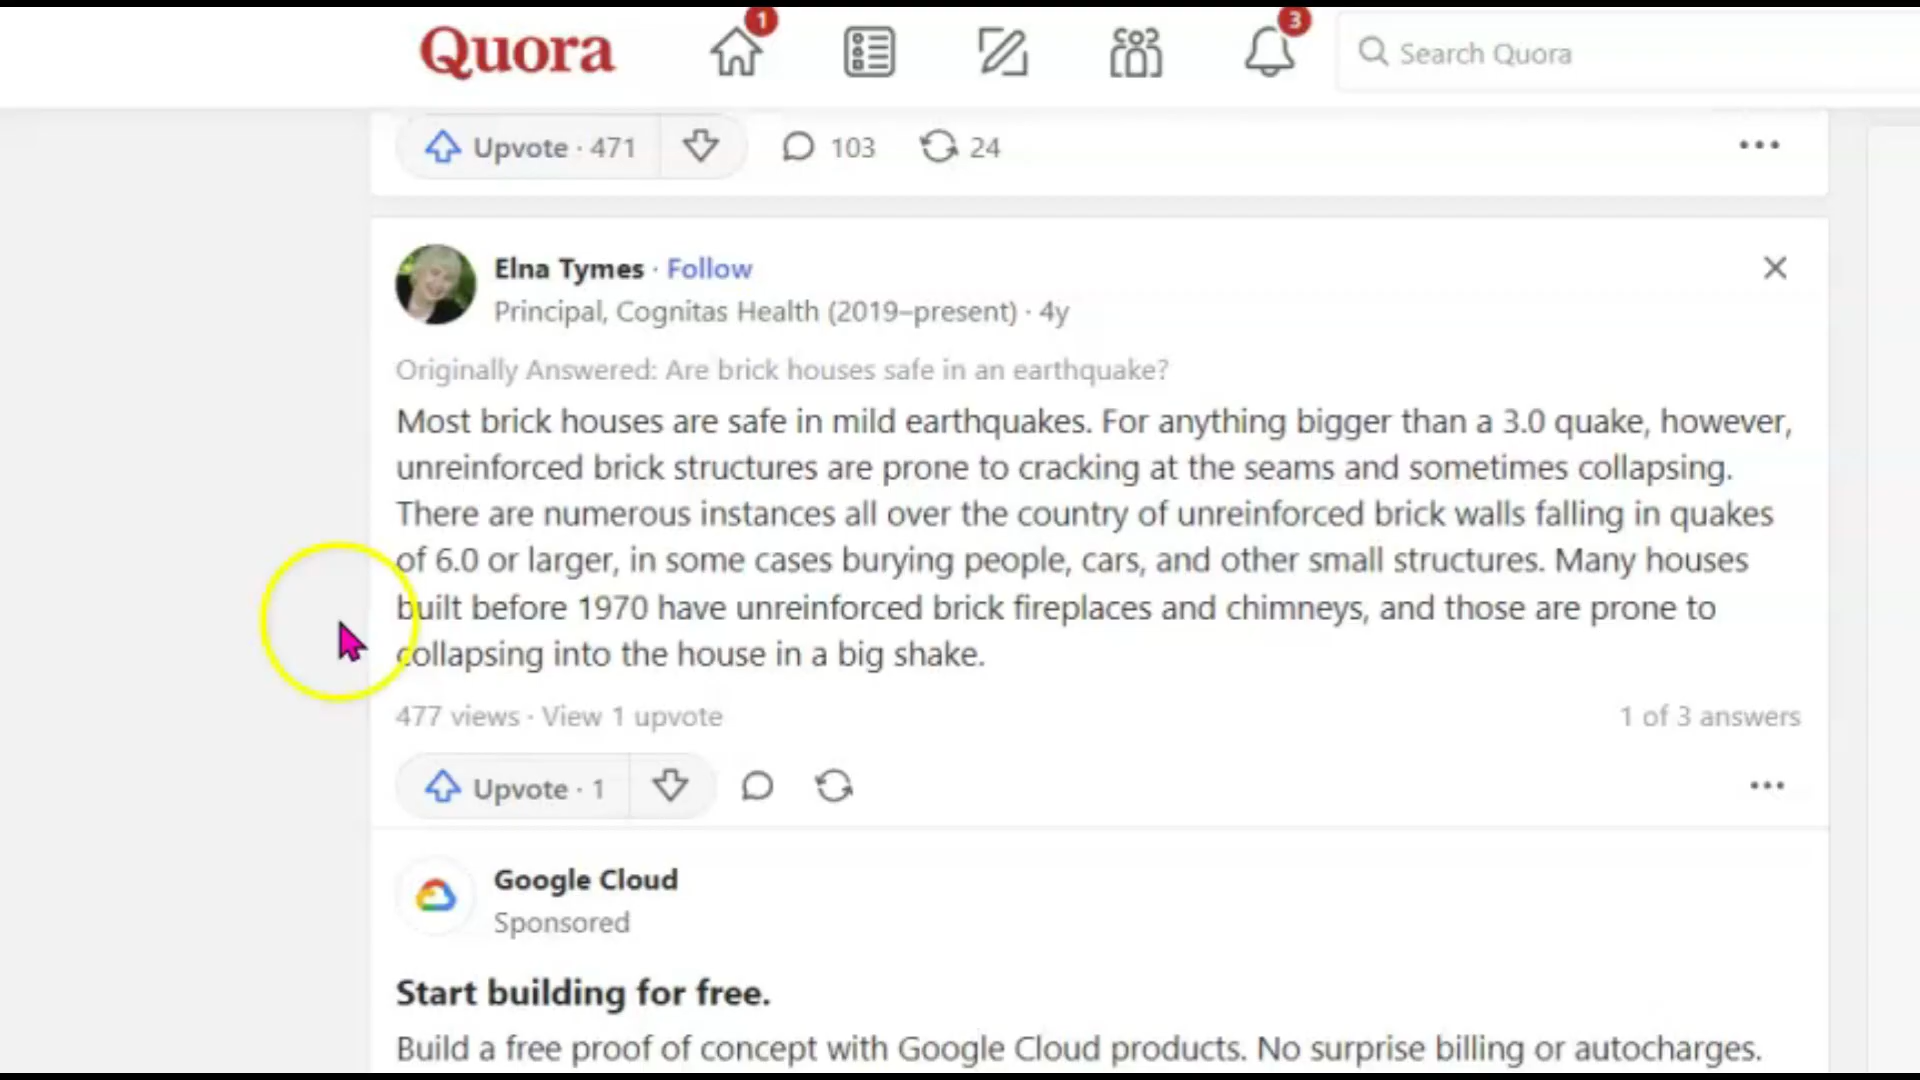 Quora
1
3
Search Quora
Upvote · 471
103
24
Elna Tymes · Follow
Principal, Cognitas Health (2019–present) · 4y
Originally Answered: Are brick houses safe in an earthquake?
Most brick houses are safe in mild earthquakes. For anything bigger than a 3.0 quake, however,
unreinforced brick structures are prone to cracking at the seams and sometimes collapsing.
There are numerous instances all over the country of unreinforced brick walls falling in quakes
of 6.0 or larger, in some cases burying people, cars, and other small structures. Many houses
built before 1970 have unreinforced brick fireplaces and chimneys, and those are prone to
collapsing into the house in a big shake.
477 views · View 1 upvote
1 of 3 answers
Upvote · 1
Google Cloud
Sponsored
Start building for free.
Build a free proof of concept with Google Cloud products. No surprise billing or autocharges.